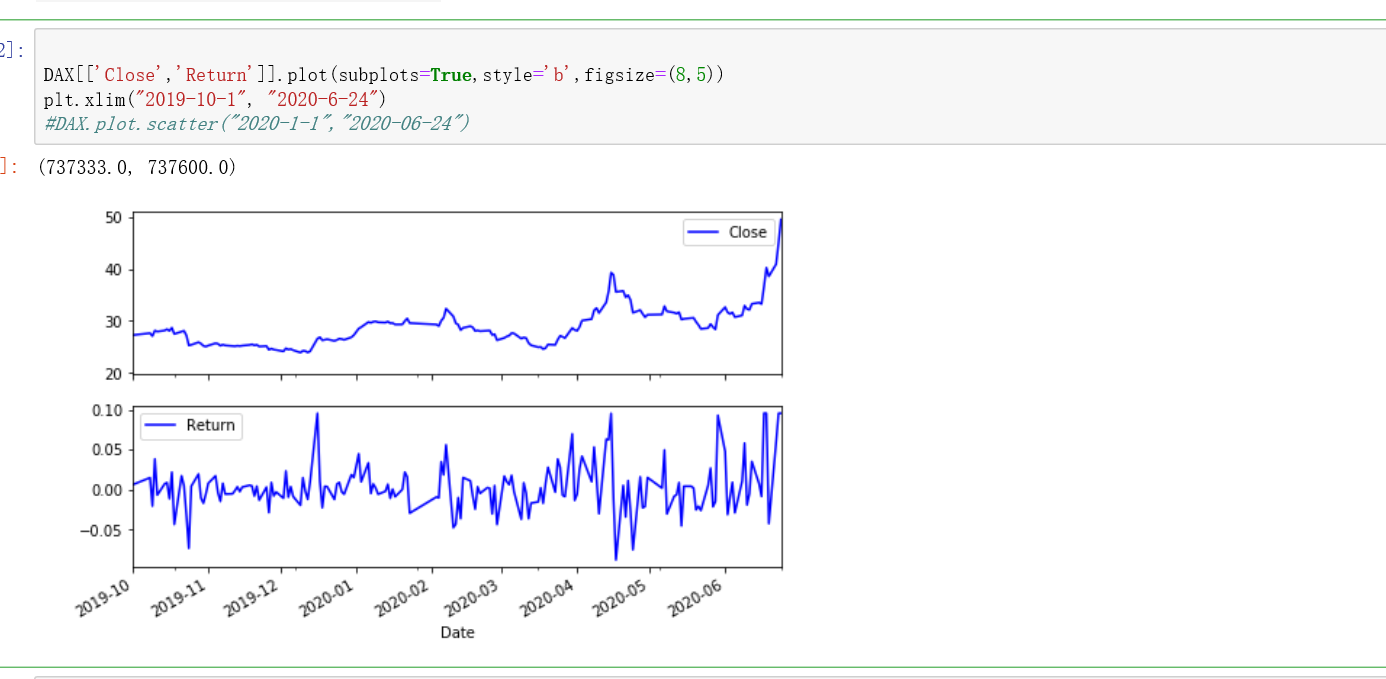 2]:
DAX[['Close','Return']].plot(subplots=True,style='b',figsize=(8,5))
plt.xlim("2019-10-1", "2020-6-24")
#DAX.plot.scatter("2020-1-1","2020-06-24")
]: (737333.0, 737600.0)
50
Close
40
30
20
0.10
Return
0.05
0.00
−0.05
2019-10 2019-11 2019-12 2020-01 2020-02 2020-03 2020-04 2020-05 2020-06
Date